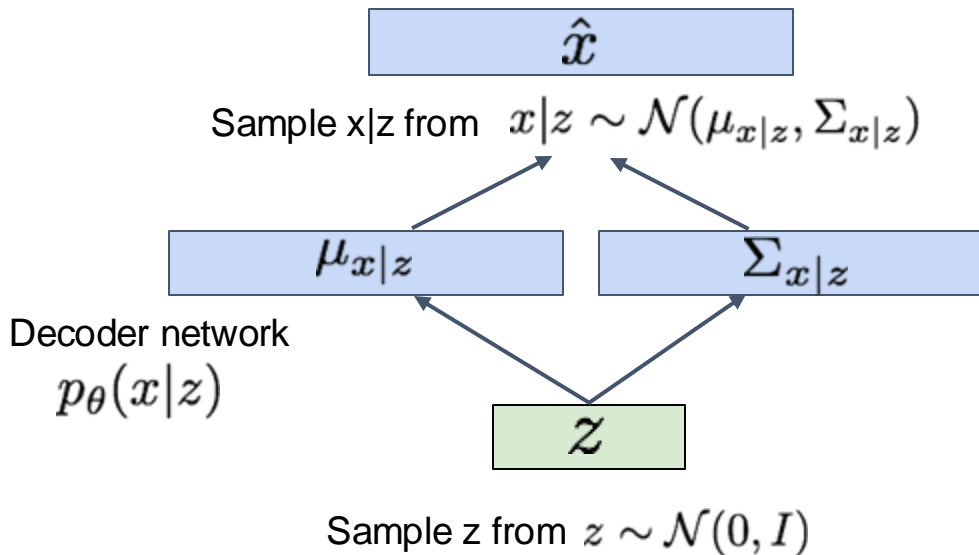 x̂
Sample x|z from x|z ∼ 𝒩(μ_{x|z}, Σ_{x|z})
μ_{x|z} Σ_{x|z}
Decoder network
p_θ(x|z)
z
Sample z from z ∼ 𝒩(0, I)